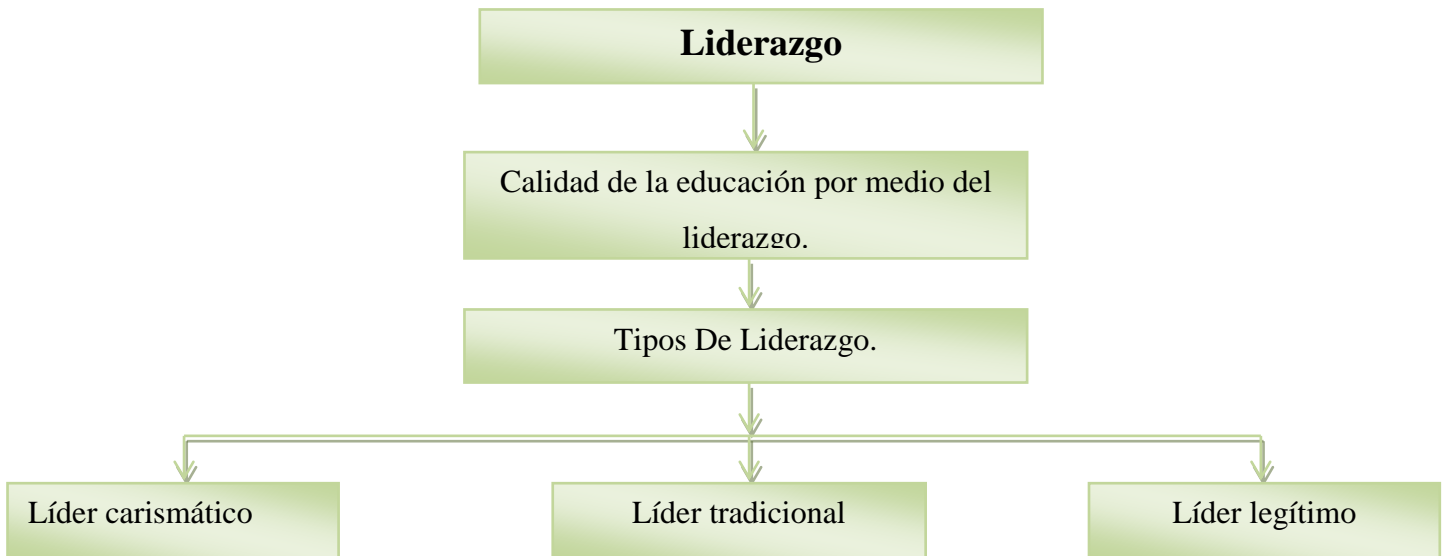 Liderazgo
Calidad de la educación por medio del
liderazgo.
Tipos De Liderazgo.
Líder carismático
Líder tradicional
Líder legítimo